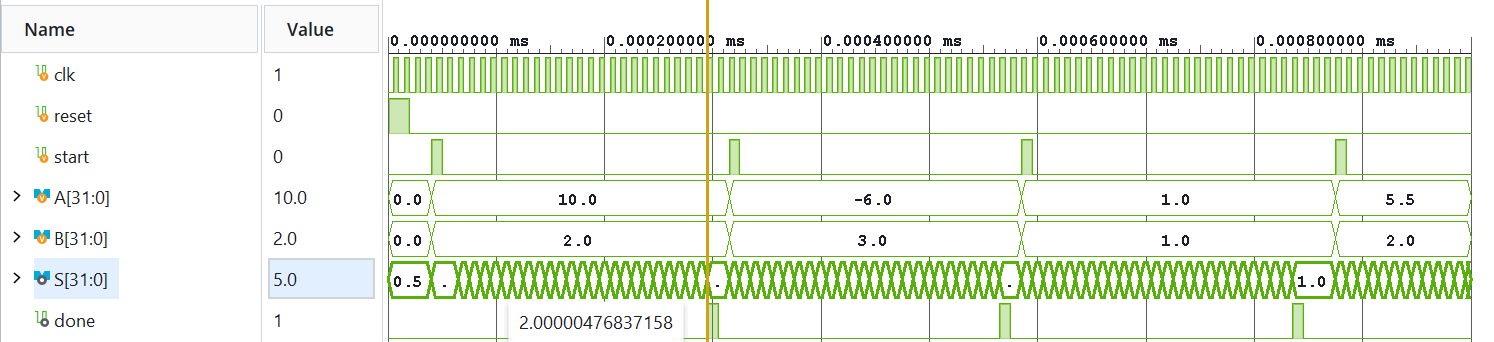 Name Value
0.000000000 ms 0.000200000 ms 0.000400000 ms 0.000600000 ms 0.000800000 ms
clk 1
reset 0
start 0
A[31:0] 10.0 0.0 10.0 -6.0 1.0 5.5
B[31:0] 2.0 0.0 2.0 3.0 1.0 2.0
S[31:0] 5.0 0.5 . . . 1.0
done 1 2.00000476837158